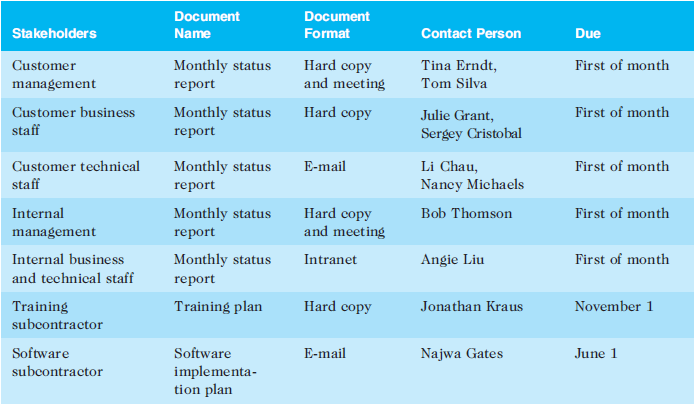 Stakeholders Document Name Document Format Contact Person Due
Customer management Monthly status report Hard copy and meeting Tina Erndt, Tom Silva First of month
Customer business staff Monthly status report Hard copy Julie Grant, Sergey Cristobal First of month
Customer technical staff Monthly status report E-mail Li Chau, Nancy Michaels First of month
Internal management Monthly status report Hard copy and meeting Bob Thomson First of month
Internal business and technical staff Monthly status report Intranet Angie Liu First of month
Training subcontractor Training plan Hard copy Jonathan Kraus November 1
Software subcontractor Software implementa-tion plan E-mail Najwa Gates June 1